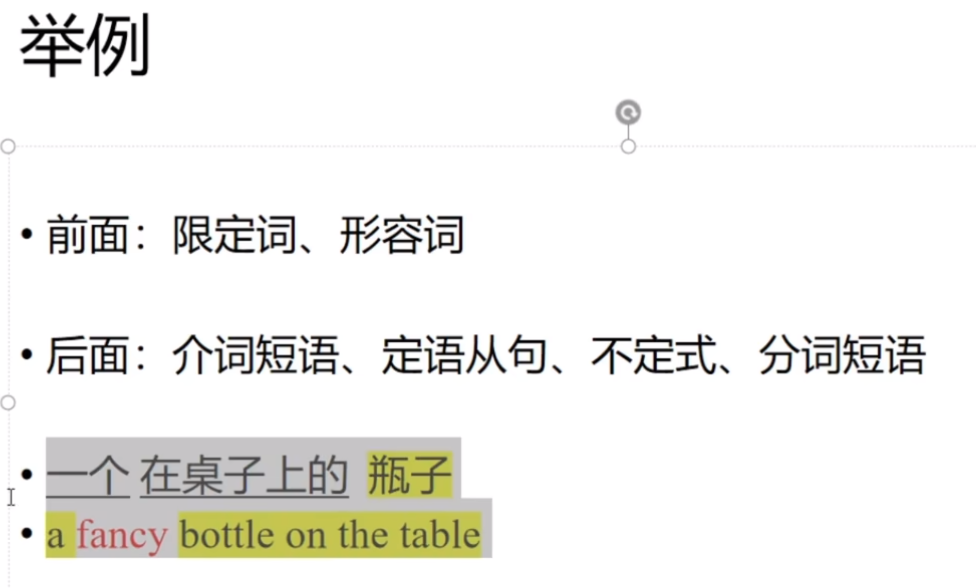 举例
• 前面：限定词、形容词
• 后面：介词短语、定语从句、不定式、分词短语
• 一个 在桌子上的 瓶子
• a fancy bottle on the table